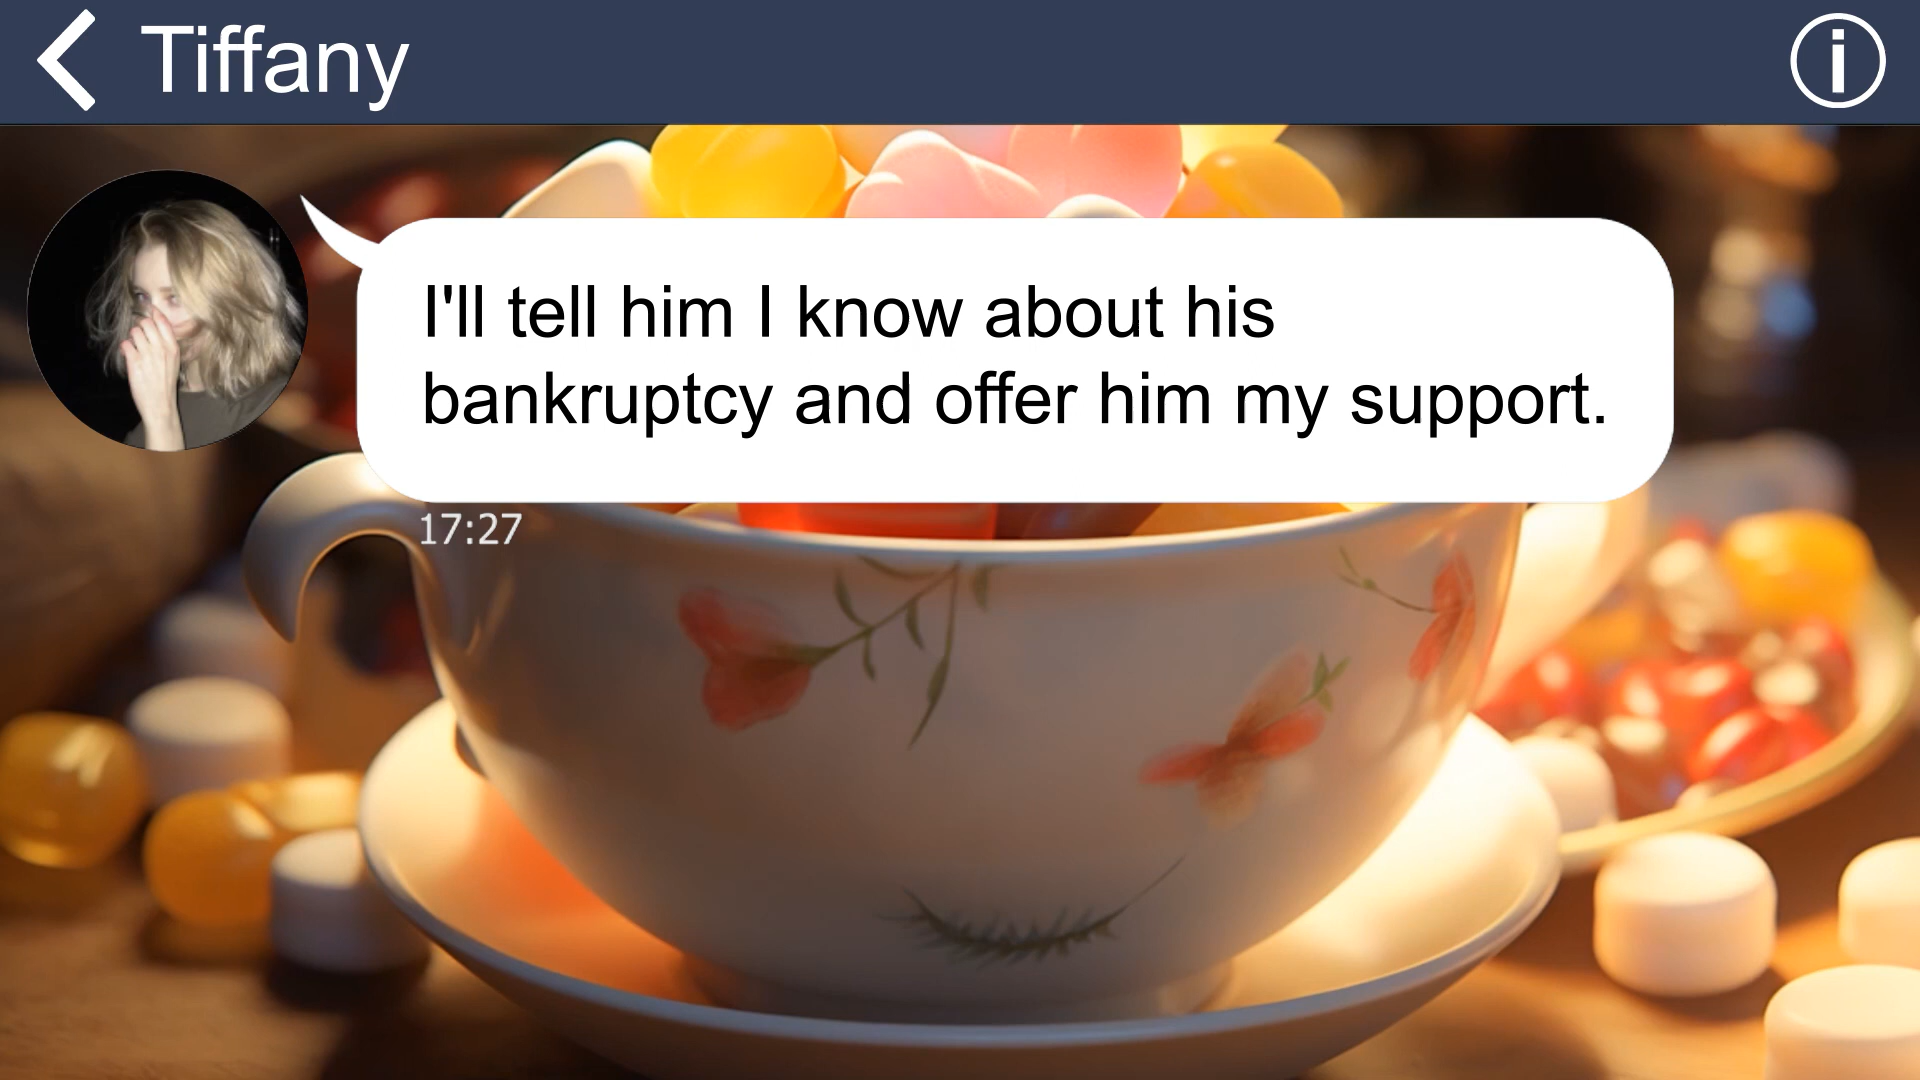 Tiffany
I'll tell him I know about his
bankruptcy and offer him my support.
17:27